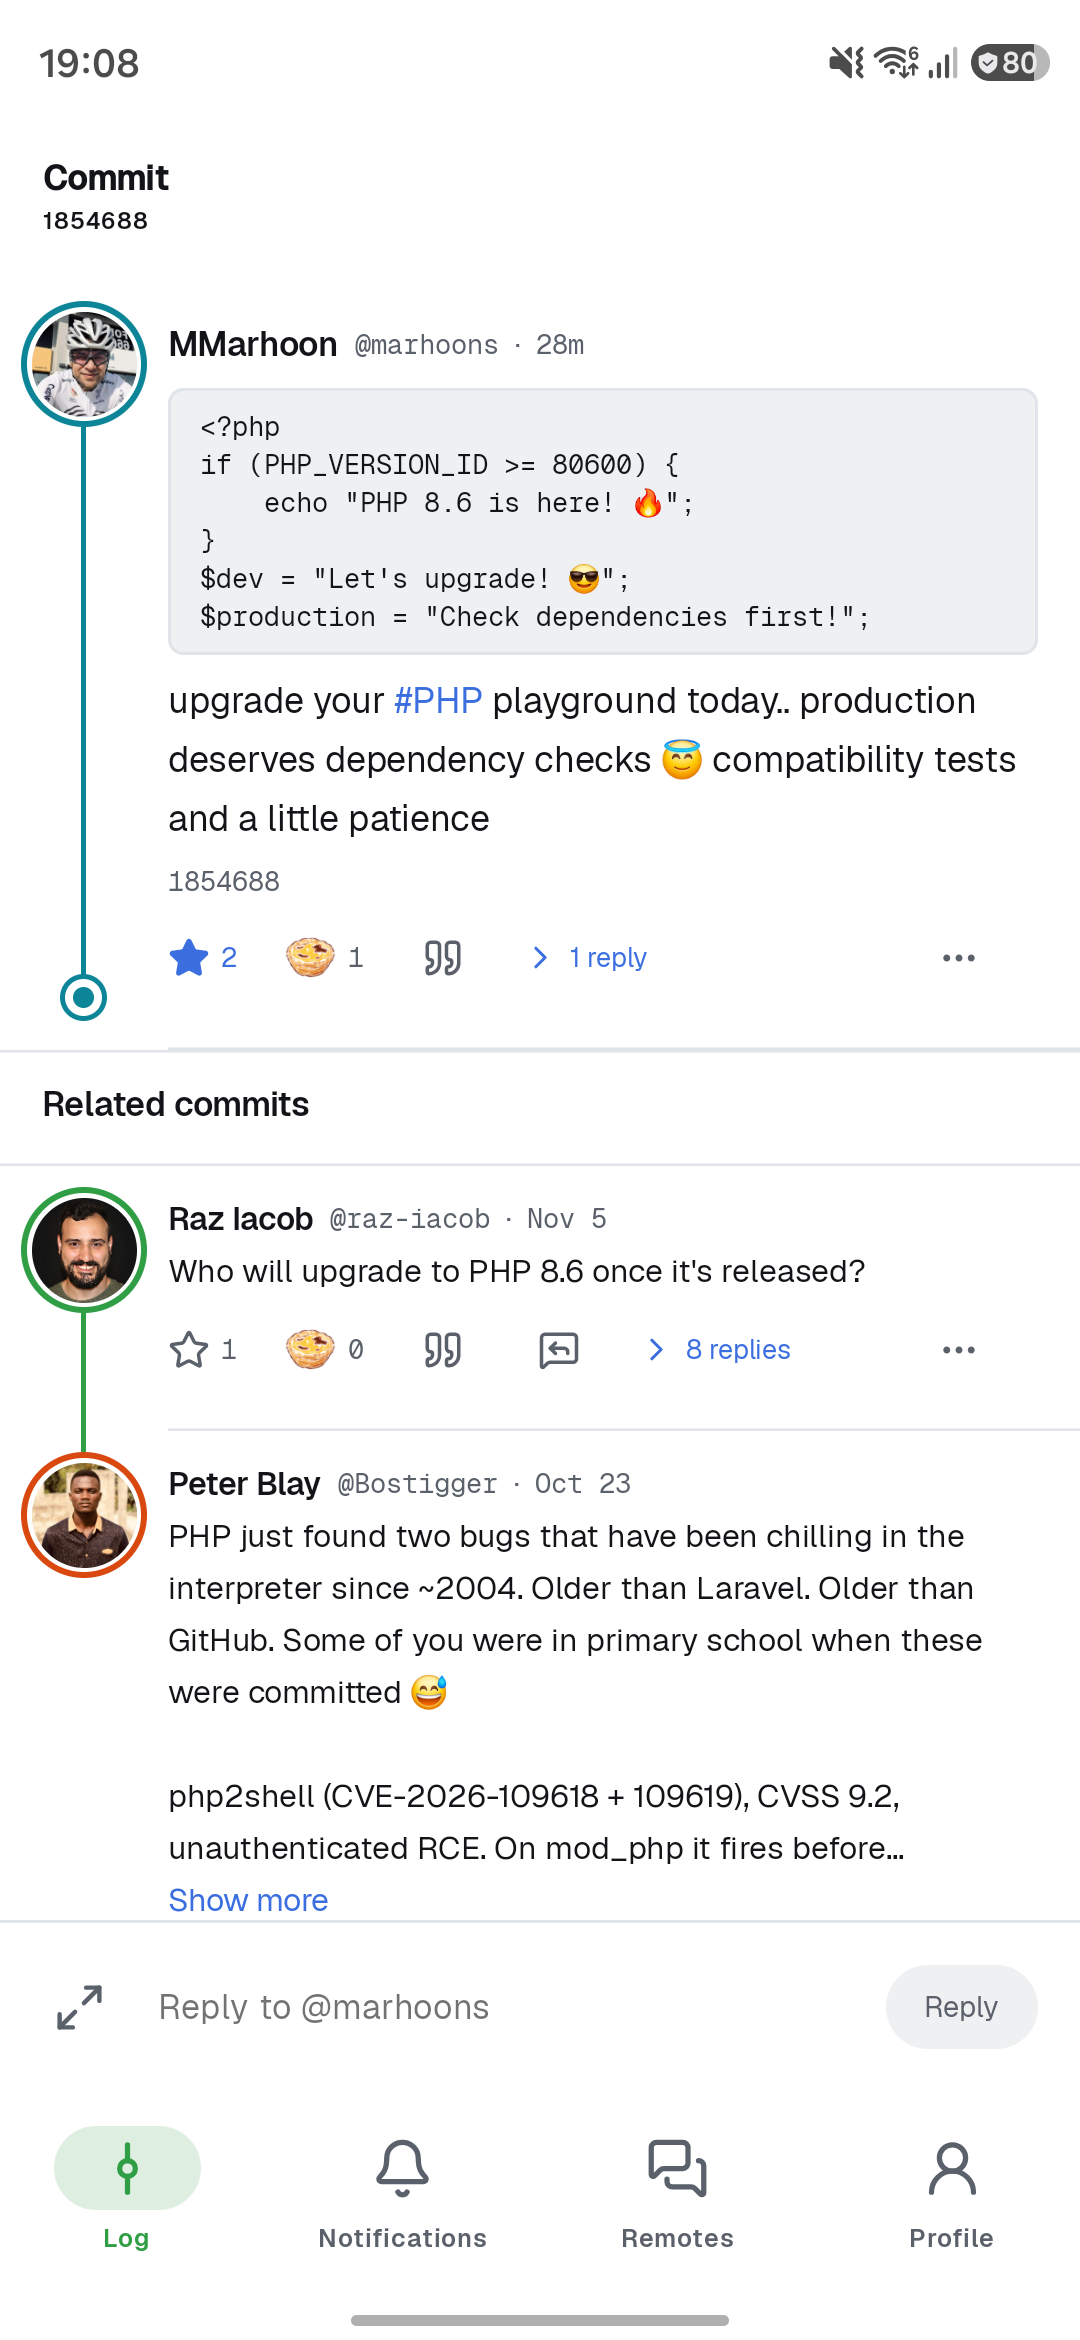 19:08
6
80
Commit
1854688
MMarhoon @marhoons · 28m
<?php
if (PHP_VERSION_ID >= 80600) {
    echo "PHP 8.6 is here! 🔥";
}
$dev = "Let's upgrade! 😎";
$production = "Check dependencies first!";
upgrade your #PHP playground today.. production
deserves dependency checks 😇 compatibility tests
and a little patience
1854688
2 1 1 reply
Related commits
Raz Iacob @raz-iacob · Nov 5
Who will upgrade to PHP 8.6 once it's released?
1 0 8 replies
Peter Blay @Bostigger · Oct 23
PHP just found two bugs that have been chilling in the
interpreter since ~2004. Older than Laravel. Older than
GitHub. Some of you were in primary school when these
were committed 😅
php2shell (CVE-2026-109618 + 109619), CVSS 9.2,
unauthenticated RCE. On mod_php it fires before...
Show more
Reply to @marhoons
Reply
Log Notifications Remotes Profile